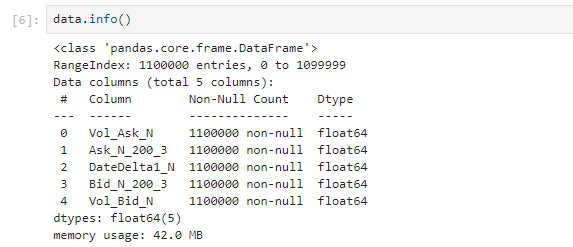 [6]: data.info()
<class 'pandas.core.frame.DataFrame'>
RangeIndex: 1100000 entries, 0 to 1099999
Data columns (total 5 columns):
 #   Column        Non-Null Count    Dtype
---  ------        --------------    -----
 0   Vol_Ask_N     1100000 non-null  float64
 1   Ask_N_200_3   1100000 non-null  float64
 2   DateDelta1_N  1100000 non-null  float64
 3   Bid_N_200_3   1100000 non-null  float64
 4   Vol_Bid_N     1100000 non-null  float64
dtypes: float64(5)
memory usage: 42.0 MB